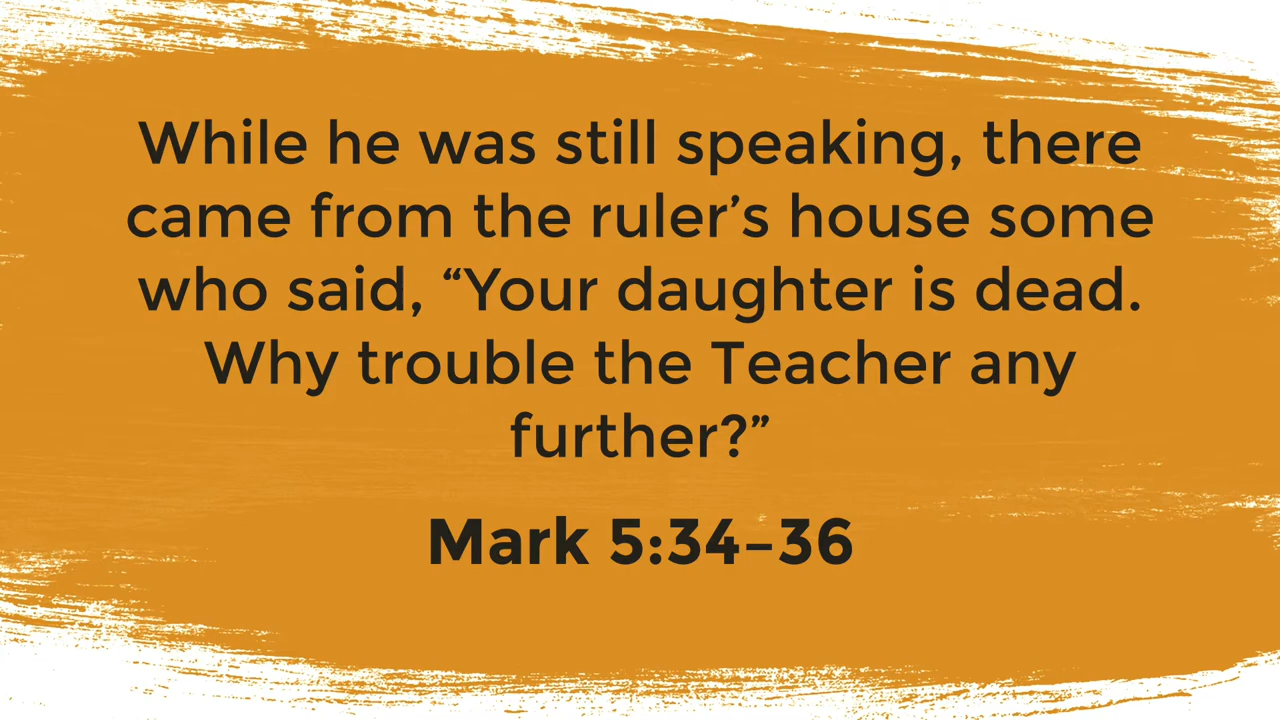 While he was still speaking, there
came from the ruler’s house some
who said, “Your daughter is dead.
Why trouble the Teacher any
further?”
Mark 5:34–36